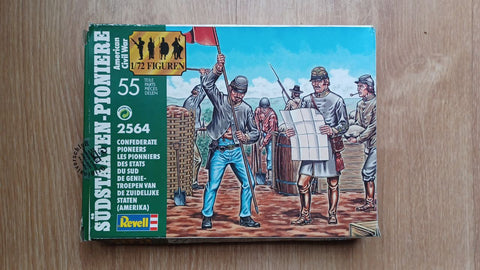 SÜDSTAATEN-PIONIERE
American
Civil War
1/72 FIGUREN
55
TEILE
PARTS
PIÈCES
DELEN
2564
CONFEDERATE
PIONEERS
LES PIONNIERS
DES ETATS
DU SUD
DE GENIE-
TROEPEN VAN
DE ZUIDELIJKE
STATEN
(AMERIKA)
Revell